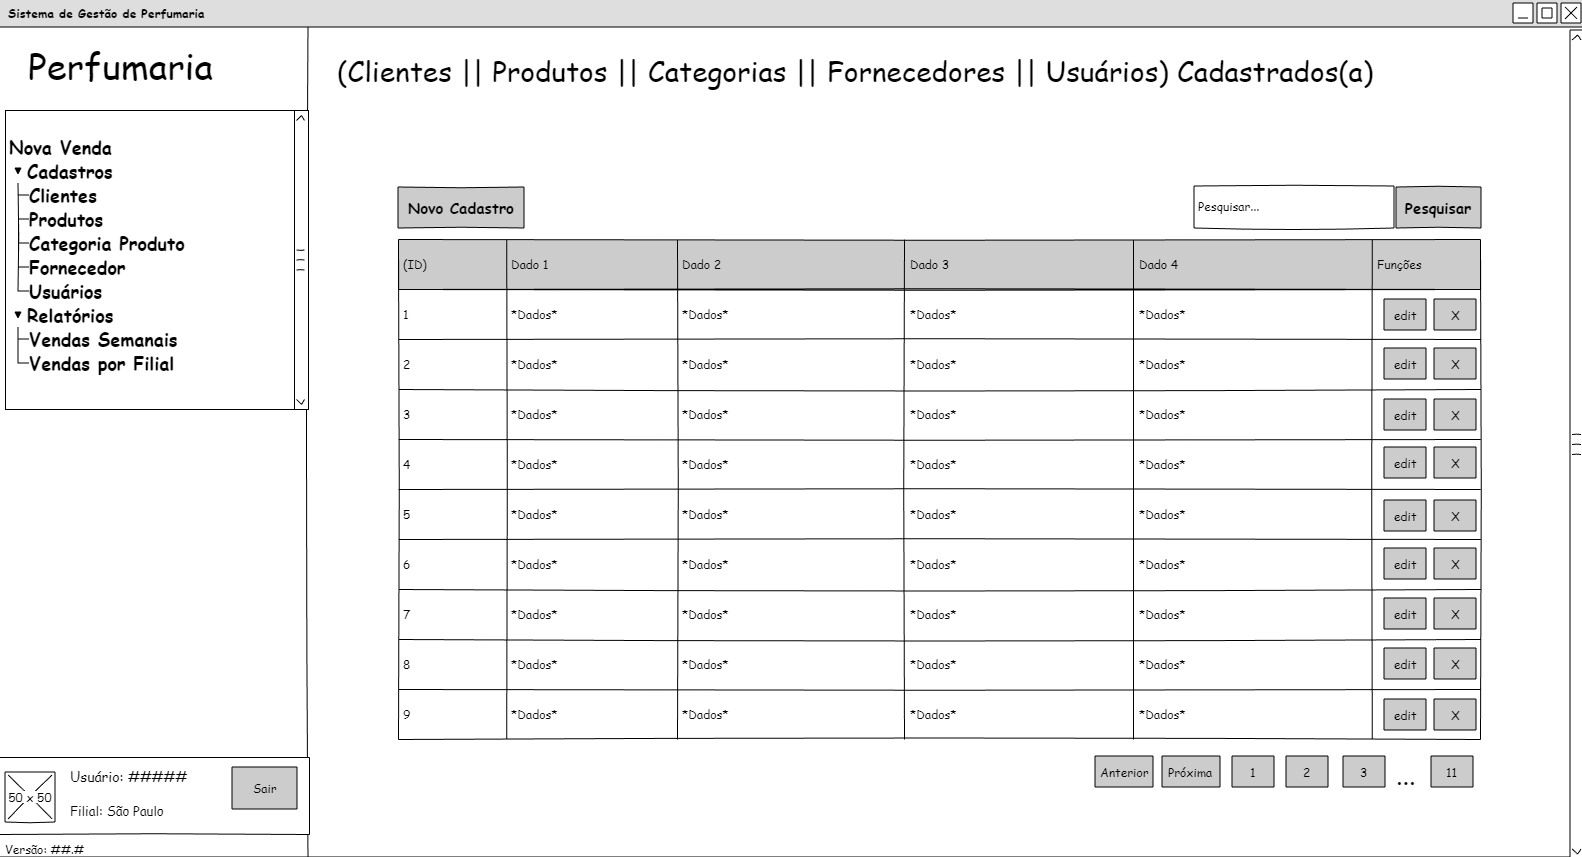 Sistema de Gestão de Perfumaria
Perfumaria
Nova Venda
Cadastros
Clientes
Produtos
Categoria Produto
Fornecedor
Usuários
Relatórios
Vendas Semanais
Vendas por Filial
50 x 50
Usuário: #####
Filial: São Paulo
Sair
Versão: ##.#
(Clientes || Produtos || Categorias || Fornecedores || Usuários) Cadastrados(a)
Novo Cadastro
Pesquisar...
Pesquisar
(ID) Dado 1 Dado 2 Dado 3 Dado 4 Funções
1 *Dados* *Dados* *Dados* *Dados* edit X
2 *Dados* *Dados* *Dados* *Dados* edit X
3 *Dados* *Dados* *Dados* *Dados* edit X
4 *Dados* *Dados* *Dados* *Dados* edit X
5 *Dados* *Dados* *Dados* *Dados* edit X
6 *Dados* *Dados* *Dados* *Dados* edit X
7 *Dados* *Dados* *Dados* *Dados* edit X
8 *Dados* *Dados* *Dados* *Dados* edit X
9 *Dados* *Dados* *Dados* *Dados* edit X
Anterior Próxima 1 2 3 ... 11